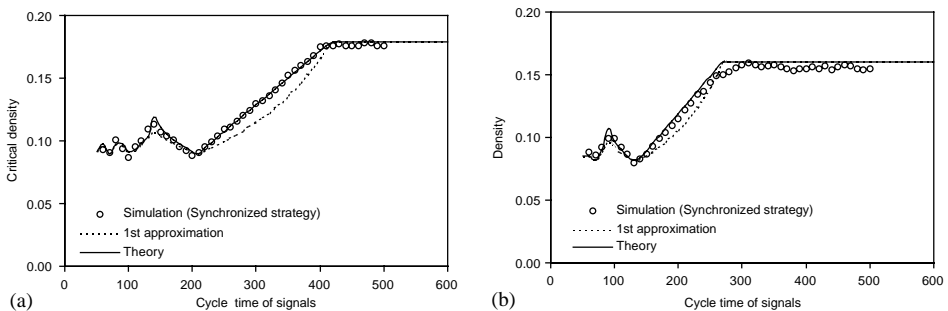 0.20
0.15
0.10
0.05
0.00
Critical density
0 100 200 300 400 500 600
Cycle time of signals
Simulation (Synchronized strategy)
1st approximation
Theory
(a)
0.20
0.15
0.10
0.05
0.00
Density
0 100 200 300 400 500 600
Cycle time of signals
Simulation (Synchronized strategy)
1st approximation
Theory
(b)